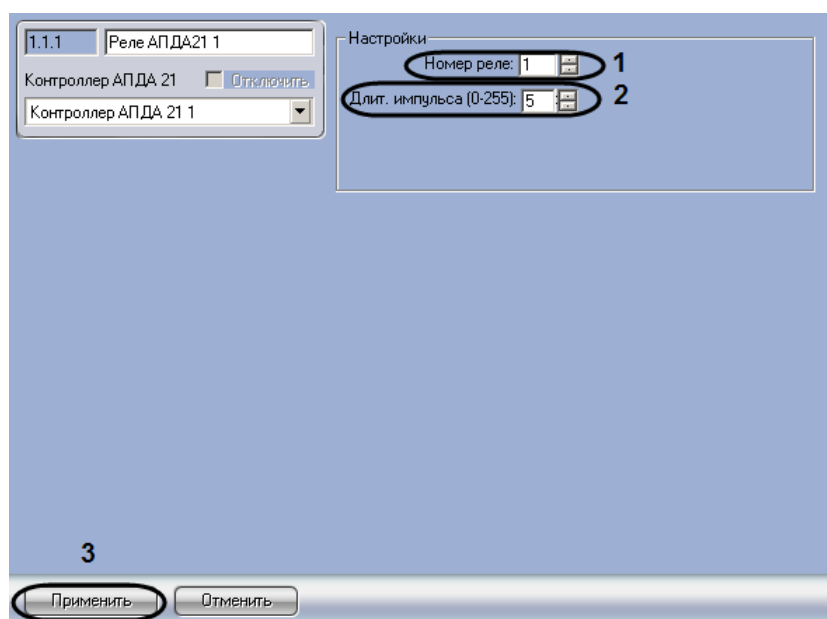 1.1.1 Реле АПДА21 1
Контроллер АПДА 21 Отключить
Контроллер АПДА 21 1
Настройки
Номер реле: 1 1
Длит. импульса (0-255): 5 2
3
Применить Отменить